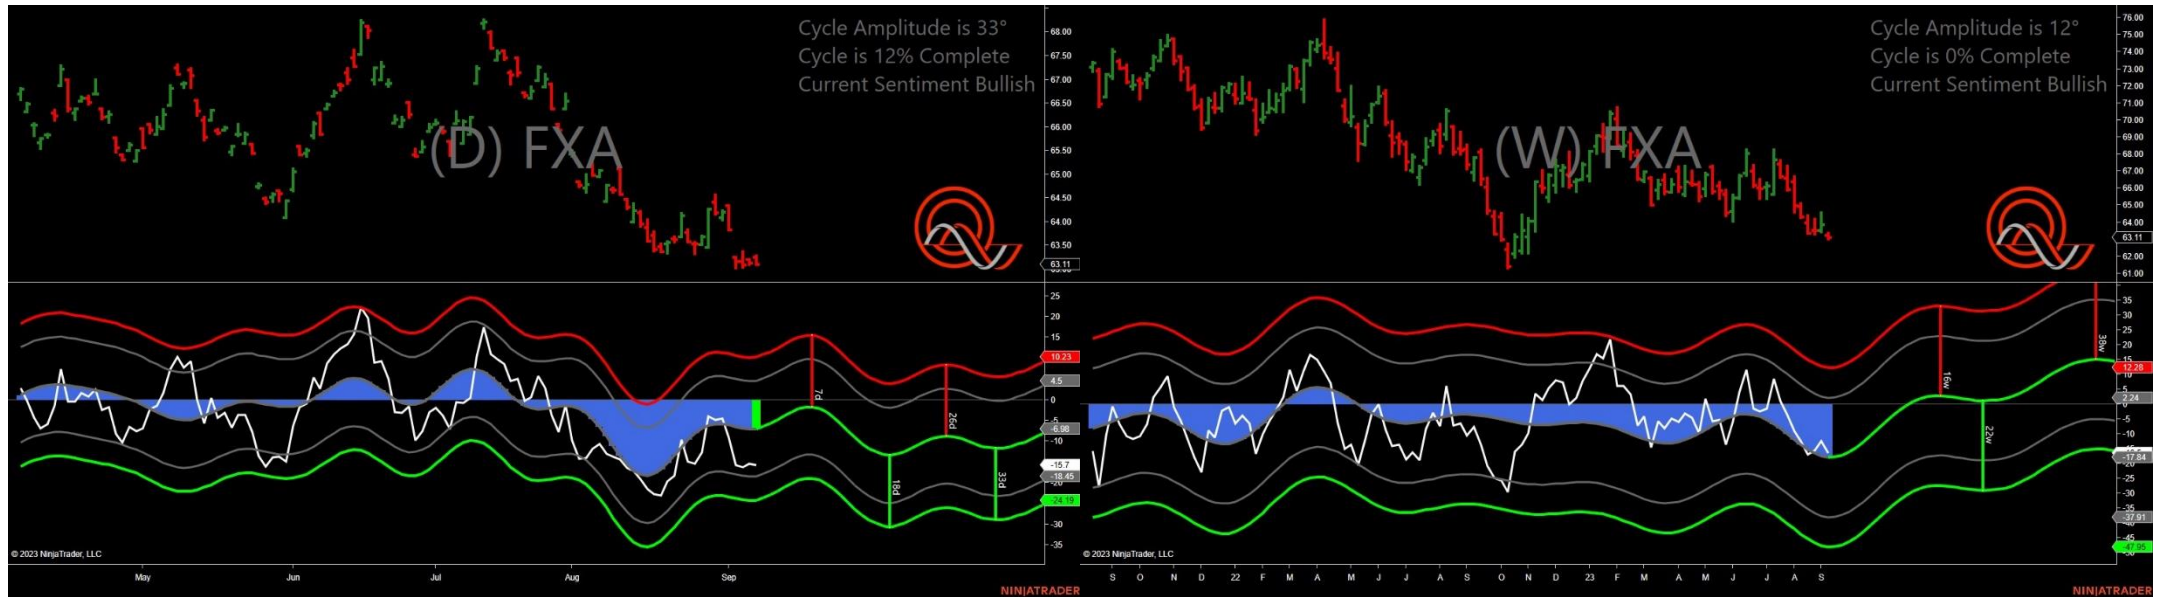 Cycle Amplitude is 33°
Cycle is 12% Complete
Current Sentiment Bullish
(D) FXA
68.00
67.50
67.00
66.50
66.00
65.50
65.00
64.50
64.00
63.50
63.11
25
15
10.23
4.5
0
-6.98
-10
-15.7
-18.45
-20
-24.19
-30
-35
7d
18d
26d
33d
© 2023 NinjaTrader, LLC
May Jun Jul Aug Sep
NINJATRADER
Cycle Amplitude is 12°
Cycle is 0% Complete
Current Sentiment Bullish
(W) FXA
76.00
75.00
74.00
73.00
72.00
71.00
70.00
69.00
68.00
67.00
66.00
65.00
64.00
63.11
62.00
61.00
35
30
25
20
15
12.28
10
5
2.24
0
-5
-10
-17.84
-25
-30
-35
-37.91
-45
-47.95
16w
22w
38w
© 2023 NinjaTrader, LLC
S O N D 22 F M A M J J A S O N D 23 F M A M J J A S
NINJATRADER